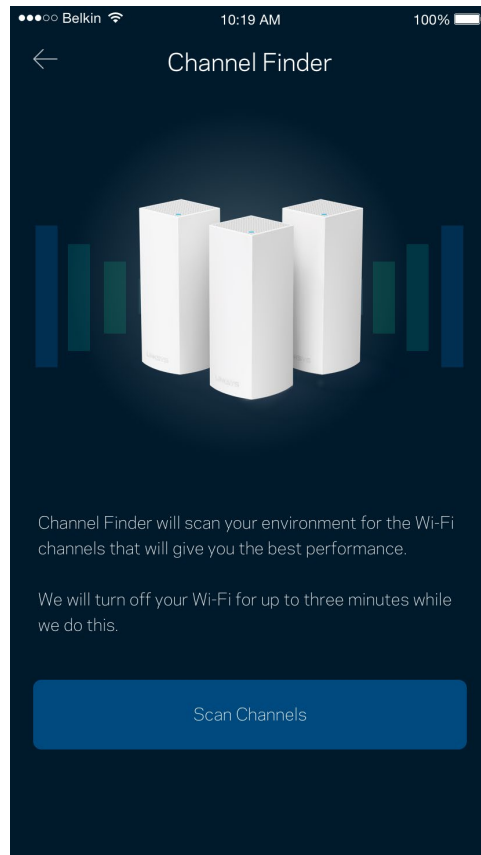 Belkin 10:19 AM 100%
Channel Finder
Channel Finder will scan your environment for the Wi-Fi
channels that will give you the best performance.
We will turn off your Wi-Fi for up to three minutes while
we do this.
Scan Channels